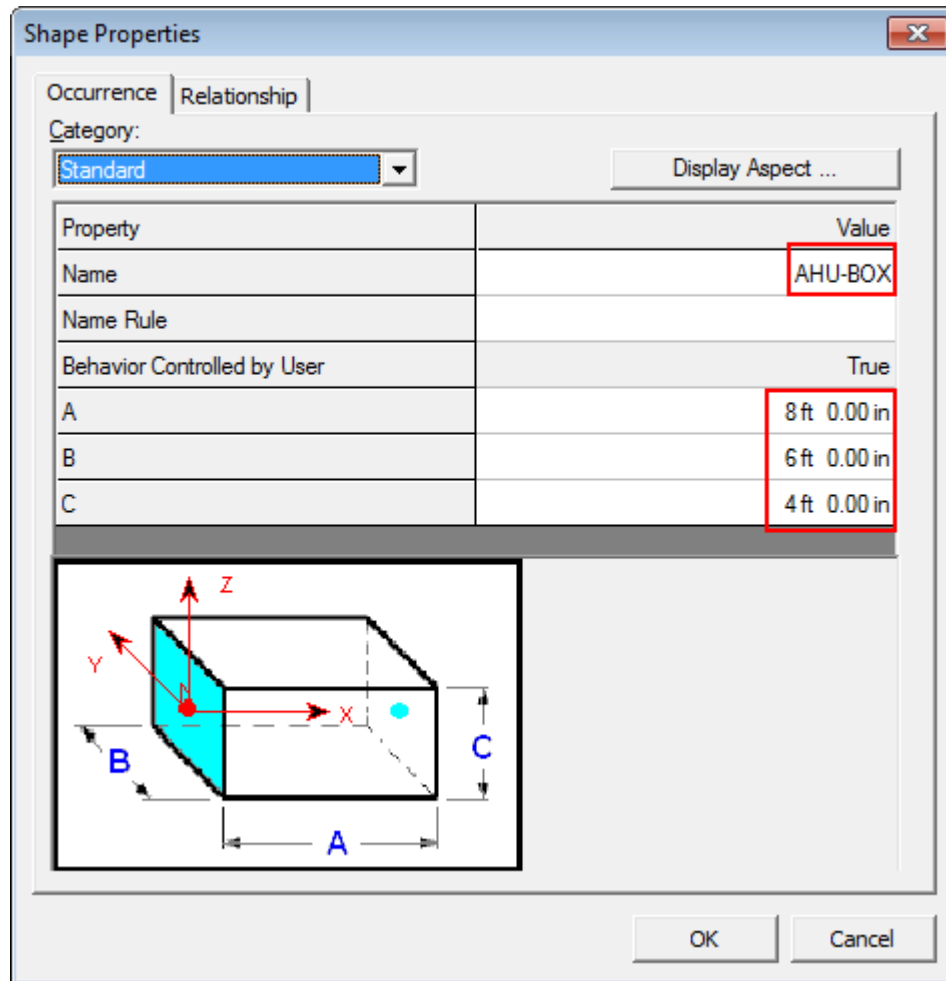 Shape Properties
Occurrence Relationship
Category:
Standard Display Aspect ...
Property Value
Name AHU-BOX
Name Rule
Behavior Controlled by User True
A 8 ft 0.00 in
B 6 ft 0.00 in
C 4 ft 0.00 in
Z
Y
X
B
C
A
OK Cancel